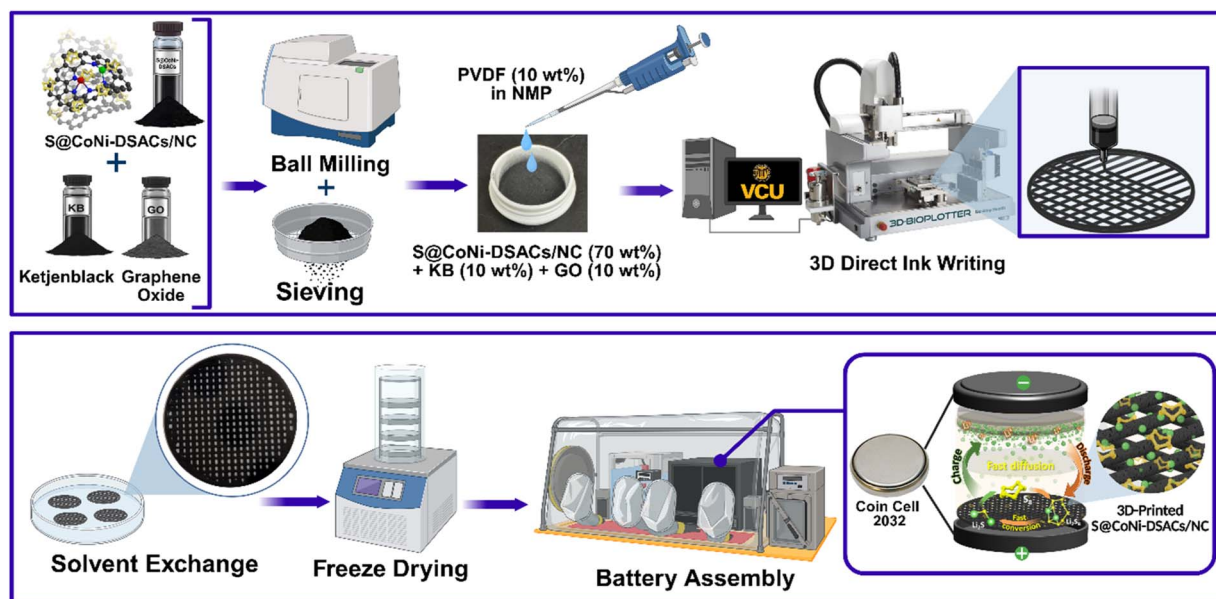 S@CoNi-
DSACs
S@CoNi-DSACs/NC
+
KB
GO
Ketjenblack
Graphene
Oxide
Ball Milling
+
Sieving
PVDF (10 wt%)
in NMP
S@CoNi-DSACs/NC (70 wt%)
+ KB (10 wt%) + GO (10 wt%)
VCU
3D-BIOPLOTTER
3D Direct Ink Writing
Solvent Exchange
Freeze Drying
Battery Assembly
Coin Cell
2032
−
Charge
Fast diffusion
Discharge
S8
Li2S
Fast
conversion
+
3D-Printed
S@CoNi-DSACs/NC